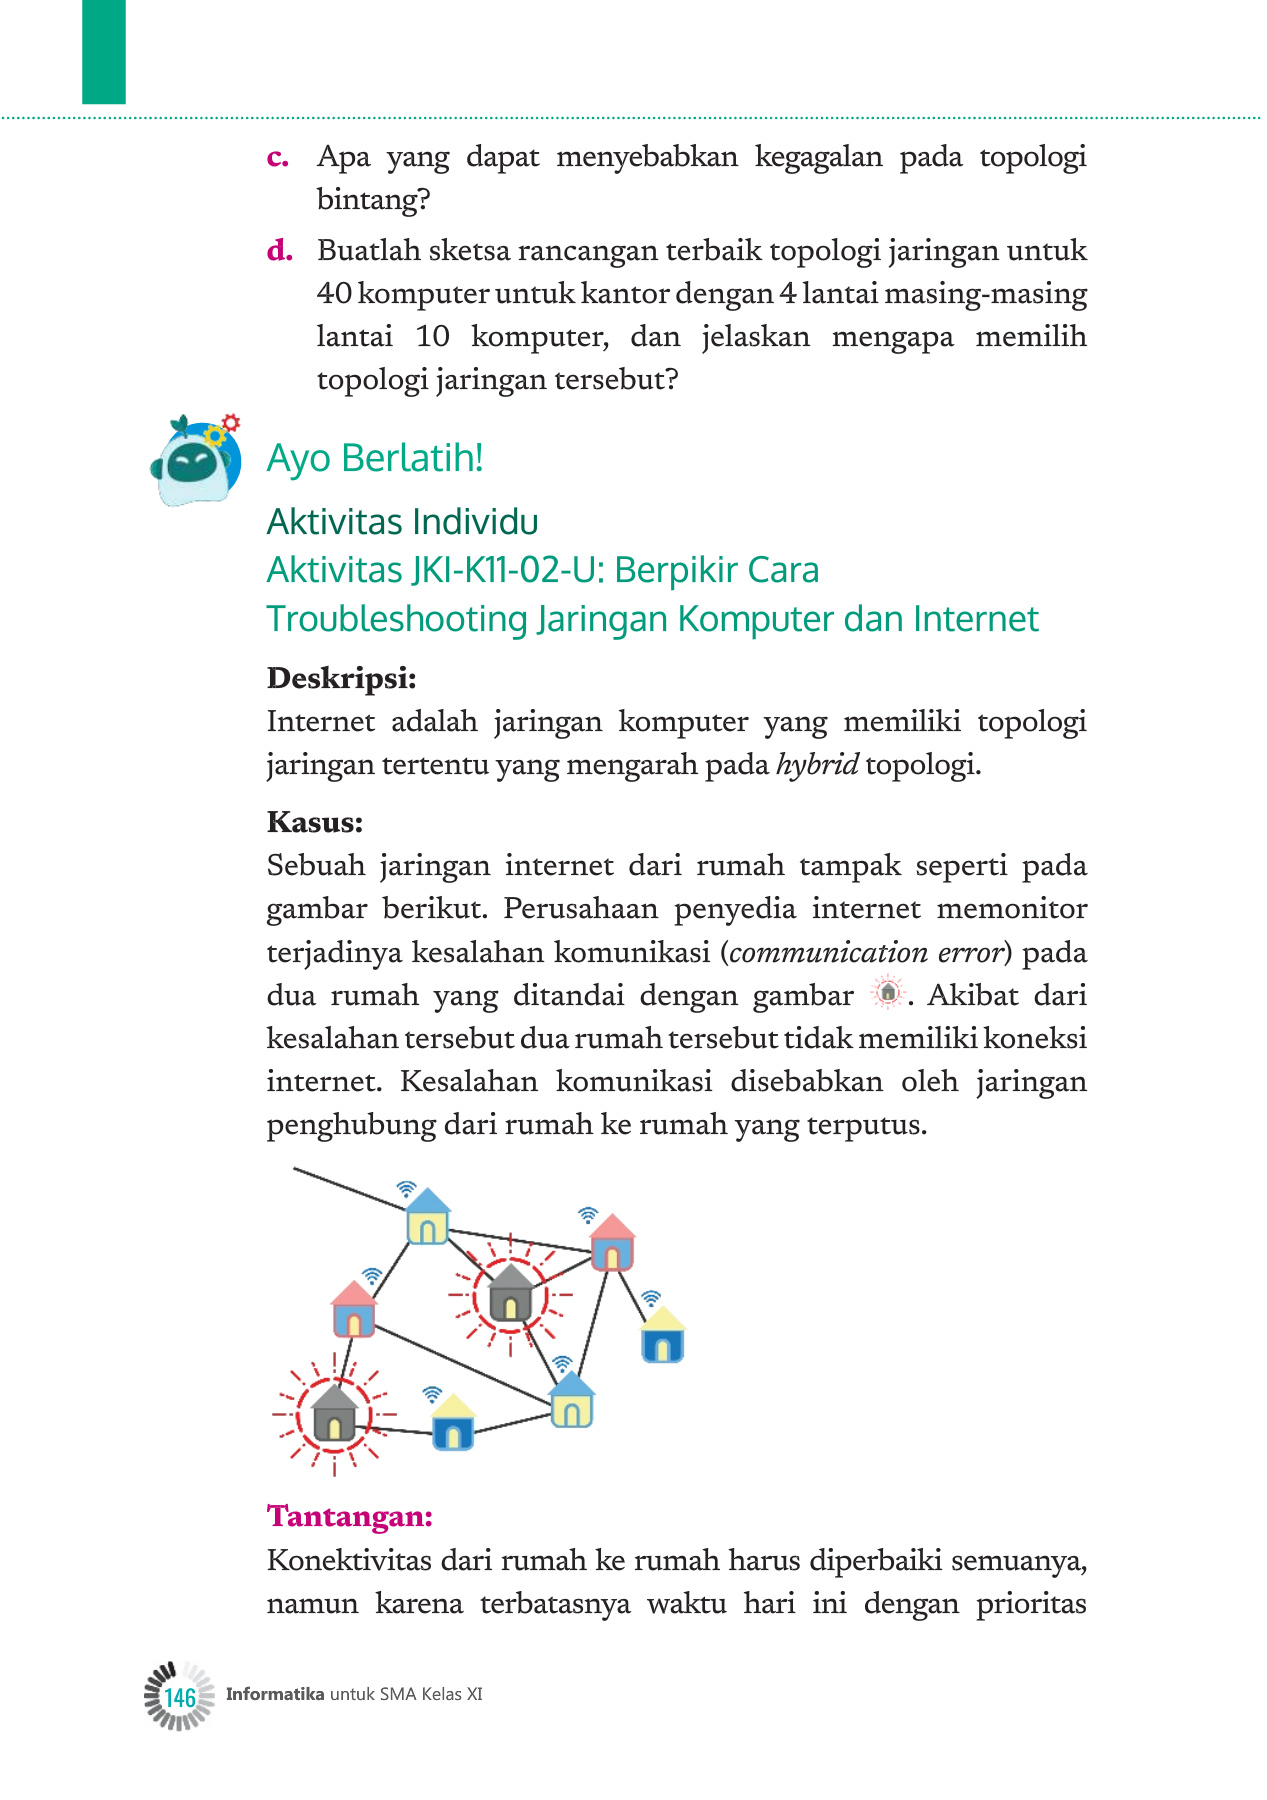 c. Apa yang dapat menyebabkan kegagalan pada topologi
bintang?
d. Buatlah sketsa rancangan terbaik topologi jaringan untuk
40 komputer untuk kantor dengan 4 lantai masing-masing
lantai 10 komputer, dan jelaskan mengapa memilih
topologi jaringan tersebut?
Ayo Berlatih!
Aktivitas Individu
Aktivitas JKI-K11-02-U: Berpikir Cara
Troubleshooting Jaringan Komputer dan Internet
Deskripsi:
Internet adalah jaringan komputer yang memiliki topologi
jaringan tertentu yang mengarah pada hybrid topologi.
Kasus:
Sebuah jaringan internet dari rumah tampak seperti pada
gambar berikut. Perusahaan penyedia internet memonitor
terjadinya kesalahan komunikasi (communication error) pada
dua rumah yang ditandai dengan gambar . Akibat dari
kesalahan tersebut dua rumah tersebut tidak memiliki koneksi
internet. Kesalahan komunikasi disebabkan oleh jaringan
penghubung dari rumah ke rumah yang terputus.
Tantangan:
Konektivitas dari rumah ke rumah harus diperbaiki semuanya,
namun karena terbatasnya waktu hari ini dengan prioritas
146 Informatika untuk SMA Kelas XI